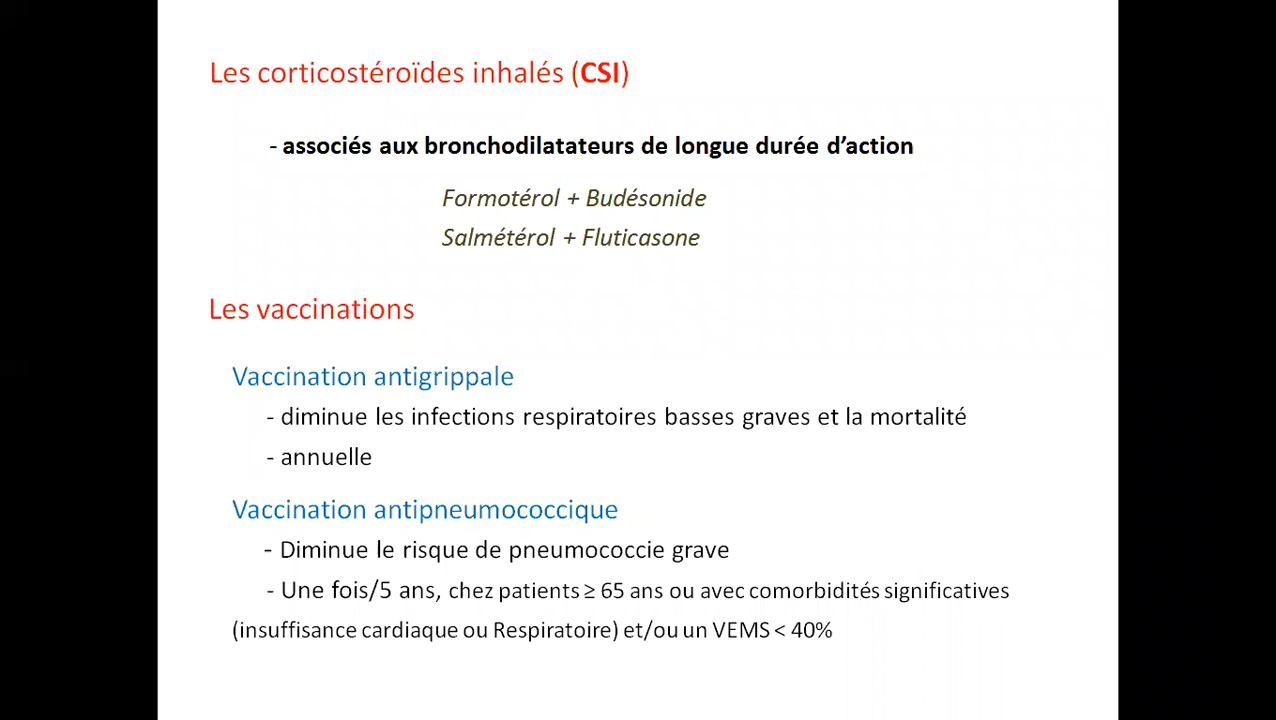 Les corticostéroïdes inhalés (CSI)
- associés aux bronchodilatateurs de longue durée d’action
Formotérol + Budésonide
Salmétérol + Fluticasone
Les vaccinations
Vaccination antigrippale
- diminue les infections respiratoires basses graves et la mortalité
- annuelle
Vaccination antipneumococcique
- Diminue le risque de pneumococcie grave
- Une fois/5 ans, chez patients ≥ 65 ans ou avec comorbidités significatives
(insuffisance cardiaque ou Respiratoire) et/ou un VEMS < 40%